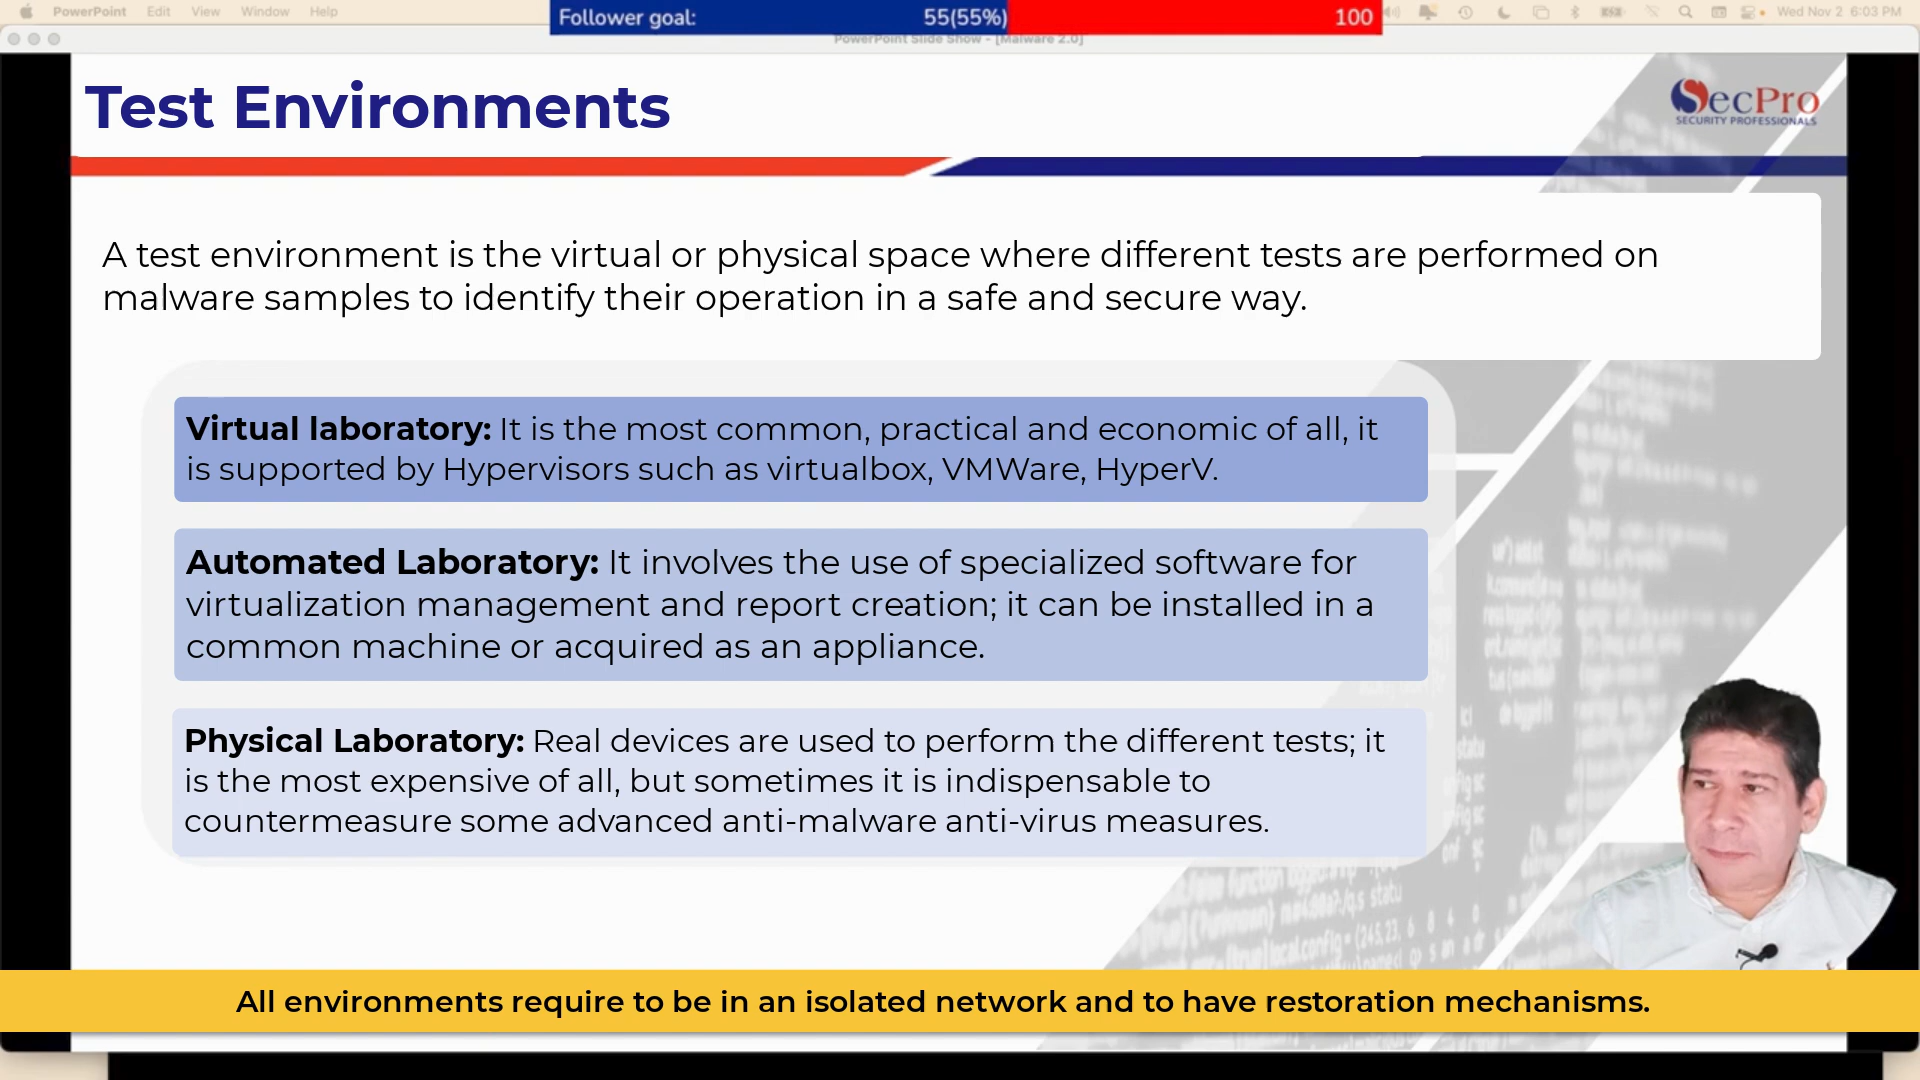 PowerPoint Edit View Window Help
Follower goal: 55(55%) 100
Wed Nov 2 6:03 PM
PowerPoint Slide Show - [Malware 2.0]
Test Environments
SecPro
SECURITY PROFESSIONALS
A test environment is the virtual or physical space where different tests are performed on
malware samples to identify their operation in a safe and secure way.
Virtual laboratory: It is the most common, practical and economic of all, it
is supported by Hypervisors such as virtualbox, VMWare, HyperV.
Automated Laboratory: It involves the use of specialized software for
virtualization management and report creation; it can be installed in a
common machine or acquired as an appliance.
Physical Laboratory: Real devices are used to perform the different tests; it
is the most expensive of all, but sometimes it is indispensable to
countermeasure some advanced anti-malware anti-virus measures.
All environments require to be in an isolated network and to have restoration mechanisms.